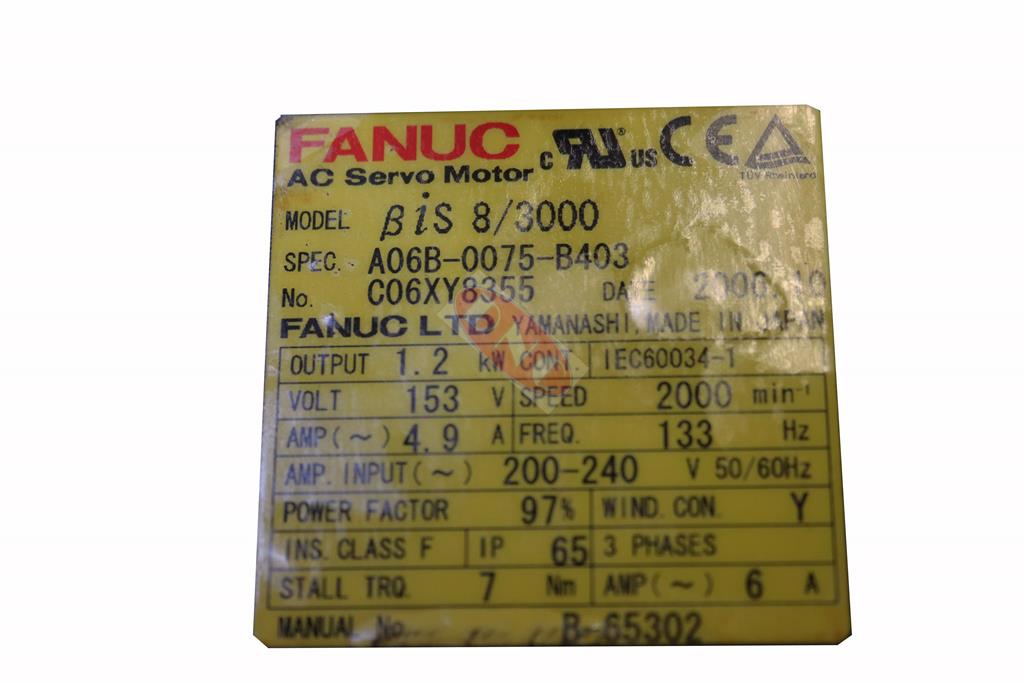 FANUC
C RU® US CE
TÜV Rheinland
AC Servo Motor
MODEL βiS 8/3000
SPEC. A06B-0075-B403
No. C06XY8355 DATE 2000.10
FANUC LTD YAMANASHI, MADE IN JAPAN
OUTPUT 1.2 kW CONT. IEC60034-1
VOLT 153 V SPEED 2000 min⁻¹
AMP(～) 4.9 A FREQ. 133 Hz
AMP. INPUT(～) 200-240 V 50/60Hz
POWER FACTOR 97% WIND. CON. Y
INS. CLASS F IP 65 3 PHASES
STALL TRQ. 7 Nm AMP(～) 6 A
MANUAL No. B-65302